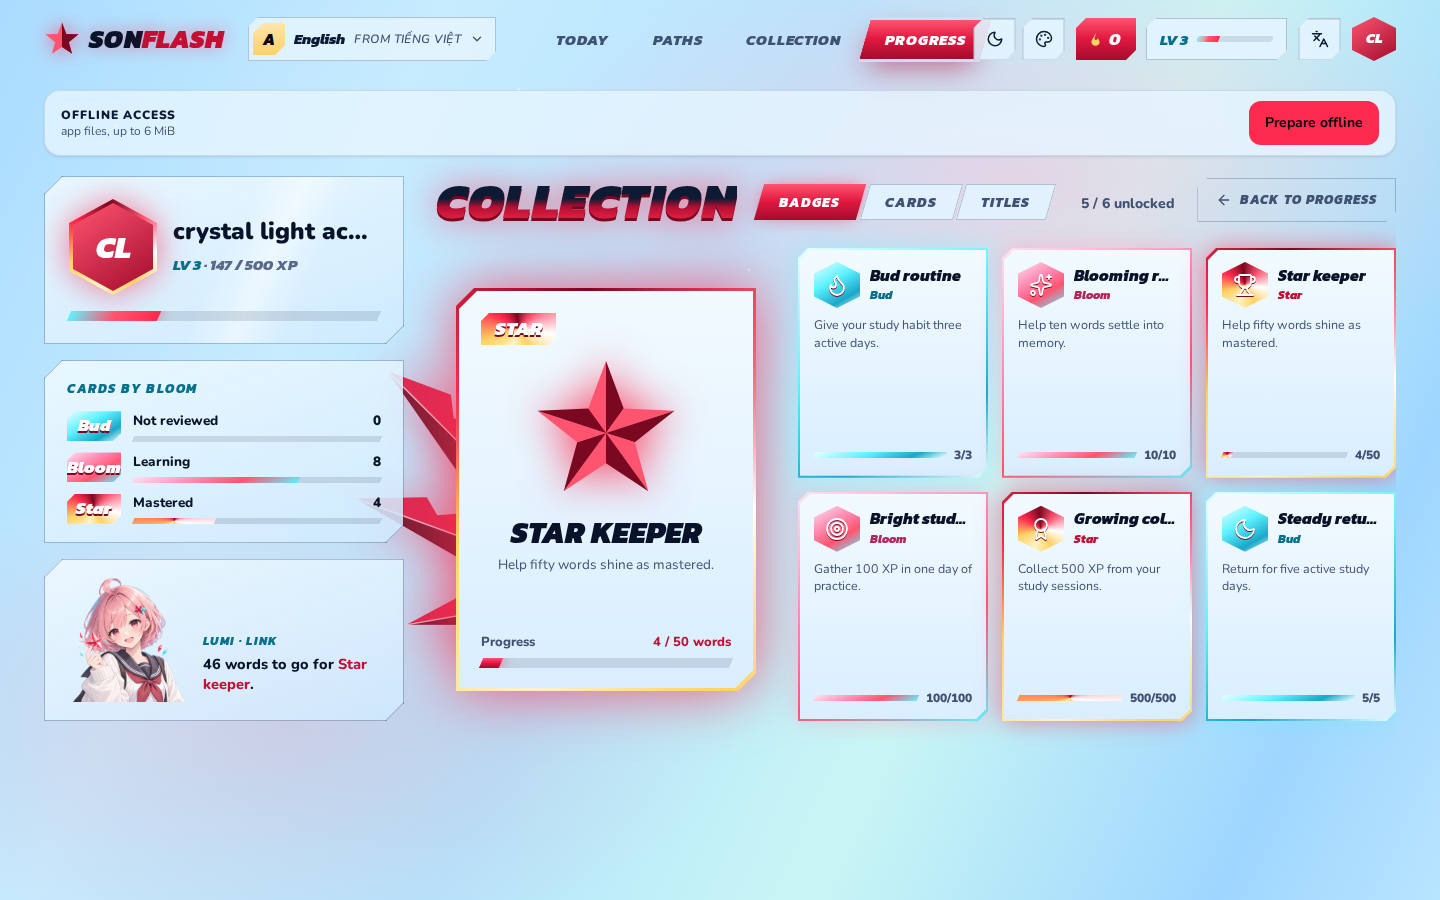 SONFLASH
A English FROM TIẾNG VIỆT
TODAY
PATHS
COLLECTION
PROGRESS
0
LV 3
CL
OFFLINE ACCESS
app files, up to 6 MiB
Prepare offline
CL
crystal light ac...
LV 3 · 147 / 500 XP
CARDS BY BLOOM
Bud Not reviewed 0
Bloom Learning 8
Star Mastered 4
LUMI · LINK
46 words to go for Star
keeper.
COLLECTION
BADGES
CARDS
TITLES
5 / 6 unlocked
BACK TO PROGRESS
STAR
STAR KEEPER
Help fifty words shine as mastered.
Progress 4 / 50 words
Bud routine
Bud
Give your study habit three
active days.
3/3
Blooming r...
Bloom
Help ten words settle into
memory.
10/10
Star keeper
Star
Help fifty words shine as
mastered.
4/50
Bright stud...
Bloom
Gather 100 XP in one day of
practice.
100/100
Growing col...
Star
Collect 500 XP from your
study sessions.
500/500
Steady retu...
Bud
Return for five active study
days.
5/5